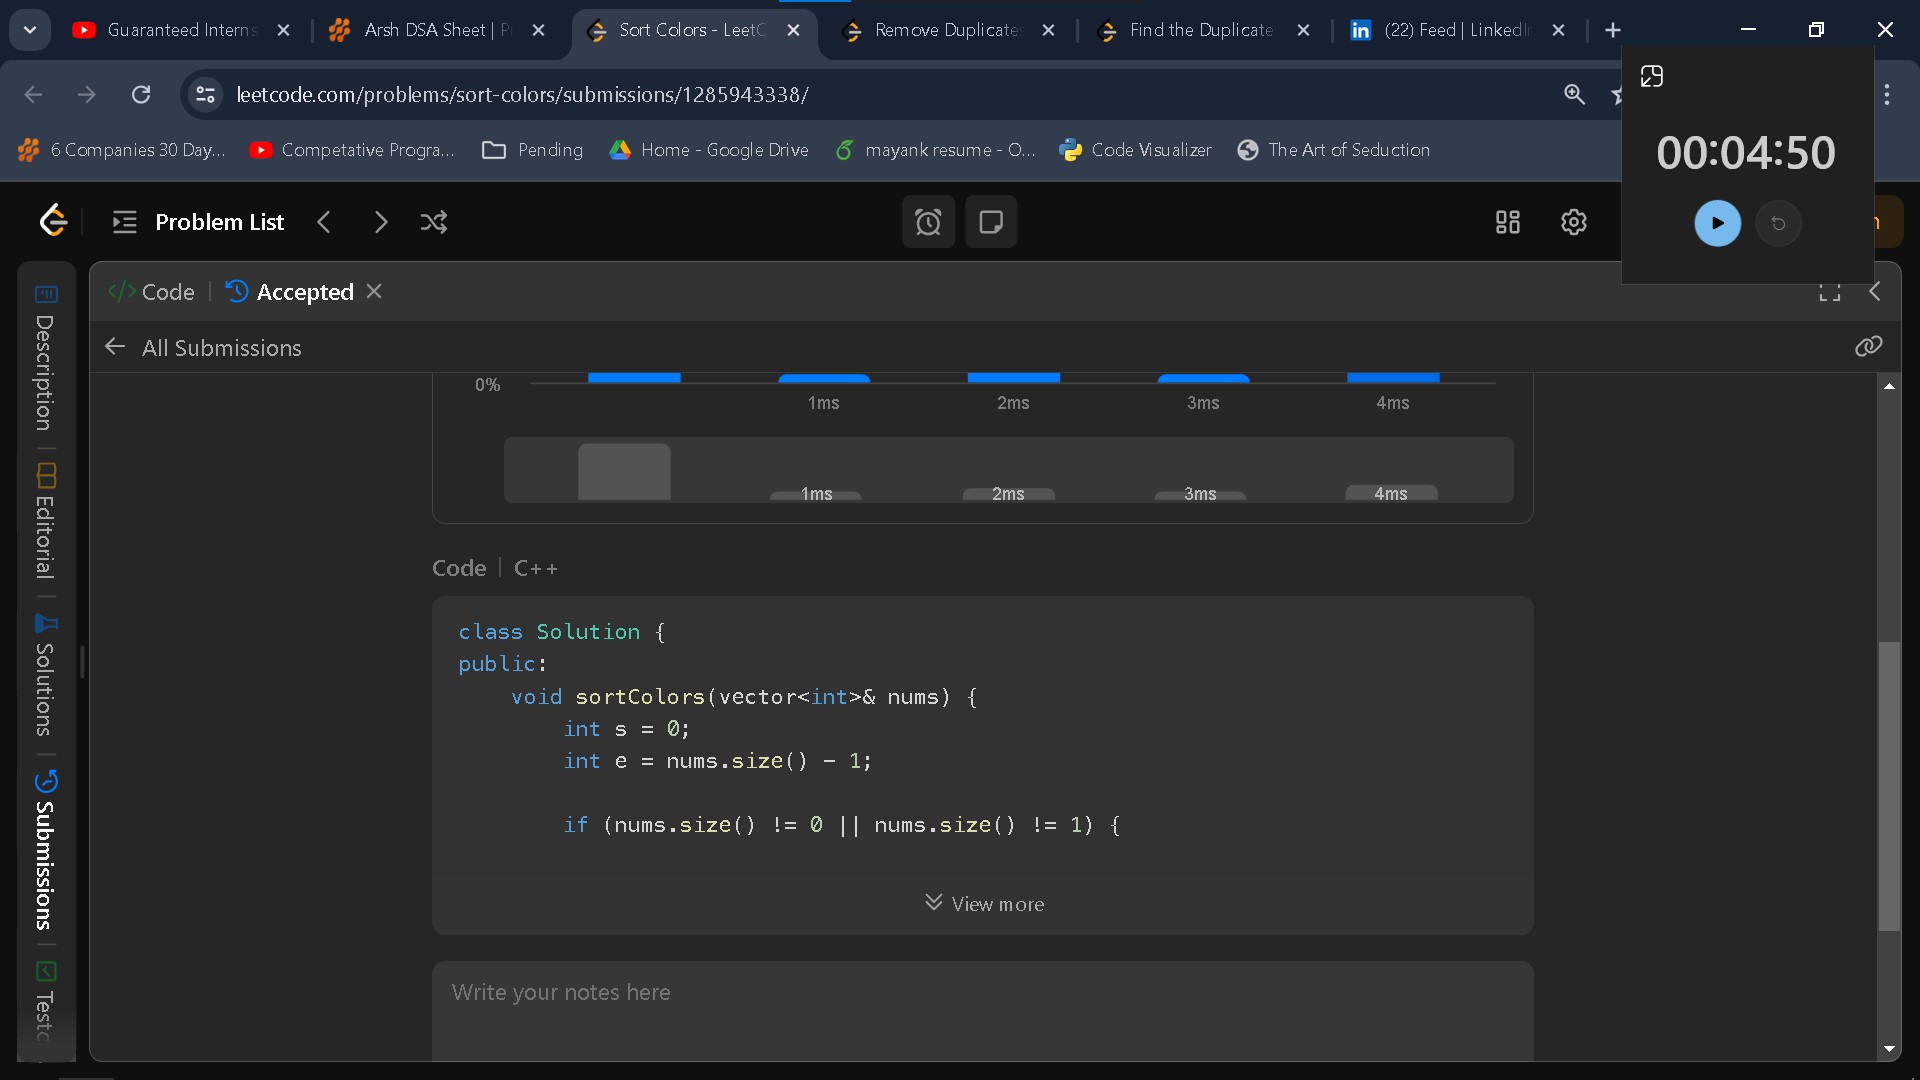 Guaranteed Interns
Arsh DSA Sheet | P
Sort Colors - LeetC
Remove Duplicates
Find the Duplicate
(22) Feed | LinkedIn
leetcode.com/problems/sort-colors/submissions/1285943338/
6 Companies 30 Day...
Competative Progra...
Pending
Home - Google Drive
mayank resume - O...
Code Visualizer
The Art of Seduction
00:04:50
Problem List
Code
Accepted
All Submissions
Description
Editorial
Solutions
Submissions
Testc
0%
1ms
2ms
3ms
4ms
1ms
2ms
3ms
4ms
Code | C++
class Solution {
public:
void sortColors(vector<int>& nums) {
int s = 0;
int e = nums.size() - 1;
if (nums.size() != 0 || nums.size() != 1) {
View more
Write your notes here